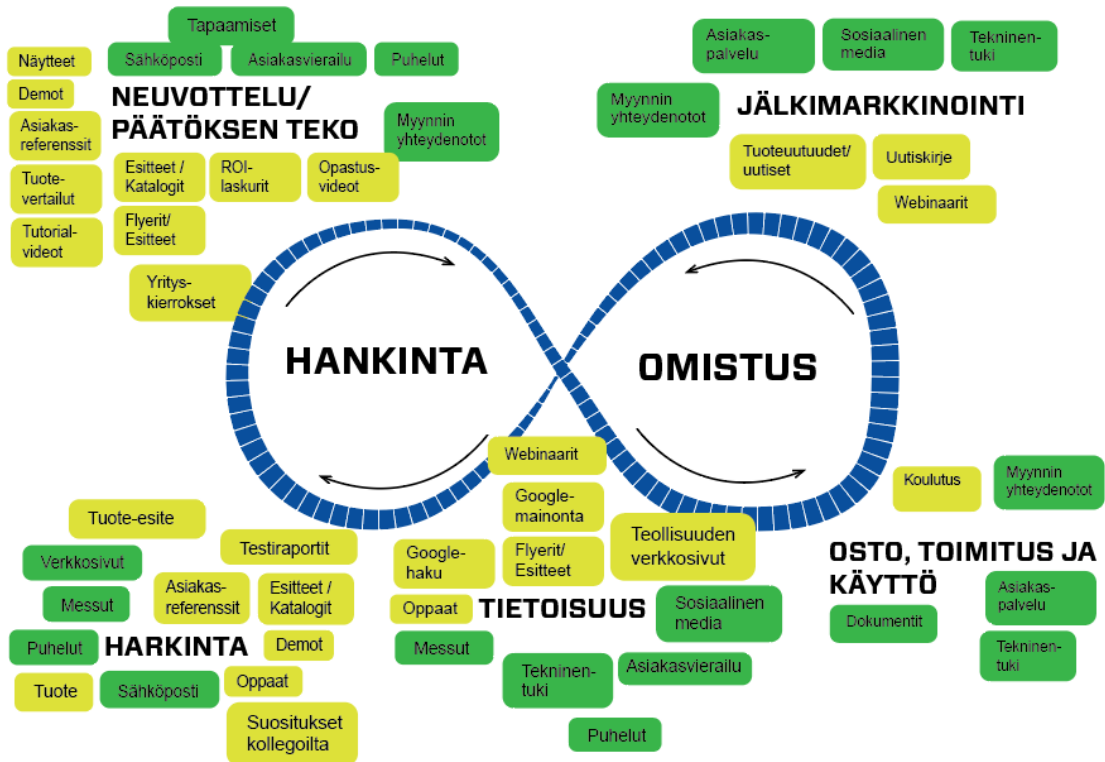 Tapaamiset
Näytteet
Sähköposti
Asiakasvierailu
Puhelut
Demot
NEUVOTTELU/
PÄÄTÖKSEN TEKO
Myynnin
yhteydenotot
Asiakas-
referenssit
Tuote-
vertailut
Esitteet /
Katalogit
ROI-
laskurit
Opastus-
videot
Tutorial-
videot
Flyerit/
Esitteet
Yritys-
kierrokset
Asiakas-
palvelu
Sosiaalinen
media
Tekninen-
tuki
Myynnin
yhteydenotot
JÄLKIMARKKINOINTI
Tuoteuutuudet/
uutiset
Uutiskirje
Webinaarit
HANKINTA
OMISTUS
Tuote-esite
Testiraportit
Verkkosivut
Asiakas-
referenssit
Esitteet /
Katalogit
Messut
Puhelut
HARKINTA
Demot
Tuote
Sähköposti
Oppaat
Suositukset
kollegoilta
Webinaarit
Google-
mainonta
Teollisuuden
verkkosivut
Google-
haku
Flyerit/
Esitteet
Oppaat
TIETOISUUS
Sosiaalinen
media
Messut
Tekninen-
tuki
Asiakasvierailu
Puhelut
Koulutus
Myynnin
yhteydenotot
OSTO, TOIMITUS JA
KÄYTTÖ
Asiakas-
palvelu
Dokumentit
Tekninen-
tuki